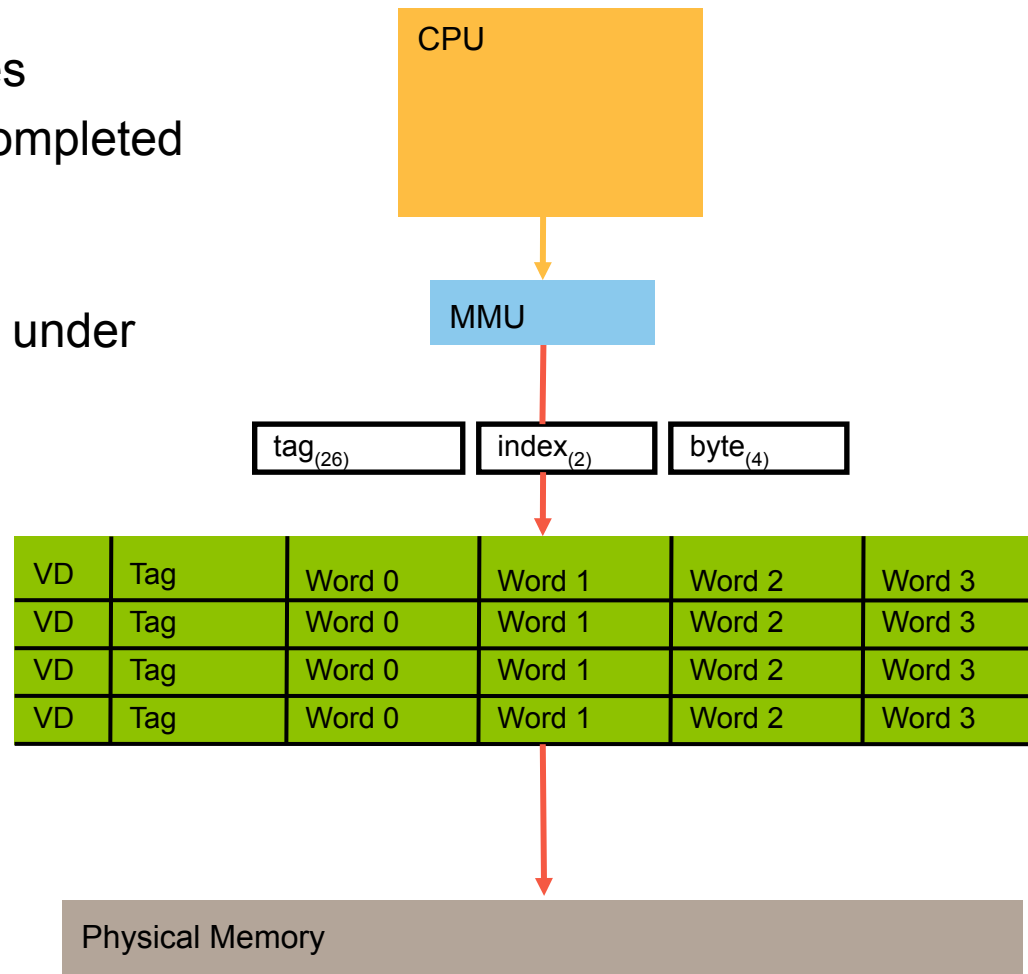 CPU
es
ompleted
MMU
under
tag(26) index(2) byte(4)
VD Tag Word 0 Word 1 Word 2 Word 3
VD Tag Word 0 Word 1 Word 2 Word 3
VD Tag Word 0 Word 1 Word 2 Word 3
VD Tag Word 0 Word 1 Word 2 Word 3
Physical Memory